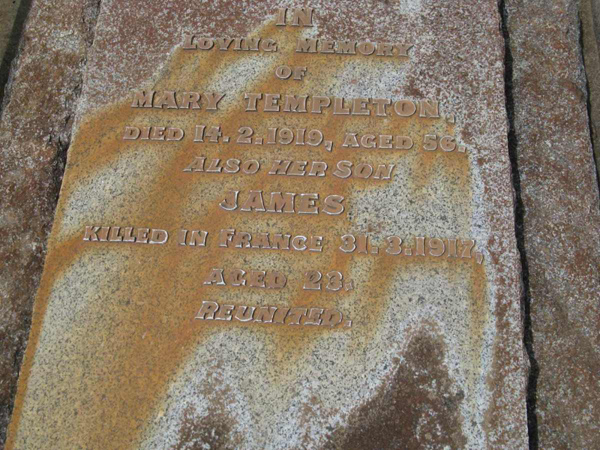 IN
LOVING MEMORY
OF
MARY TEMPLETON,
DIED 14.2.1919, AGED 56.
ALSO HER SON
JAMES
KILLED IN FRANCE 31.3.1917,
AGED 23.
REUNITED.